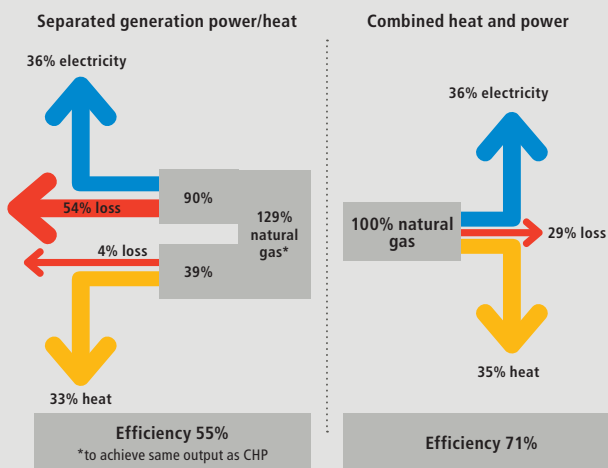 Separated generation power/heat
36% electricity
90%
54% loss
129%
natural
gas*
4% loss
39%
33% heat
Efficiency 55%
*to achieve same output as CHP
Combined heat and power
36% electricity
100% natural
gas
29% loss
35% heat
Efficiency 71%